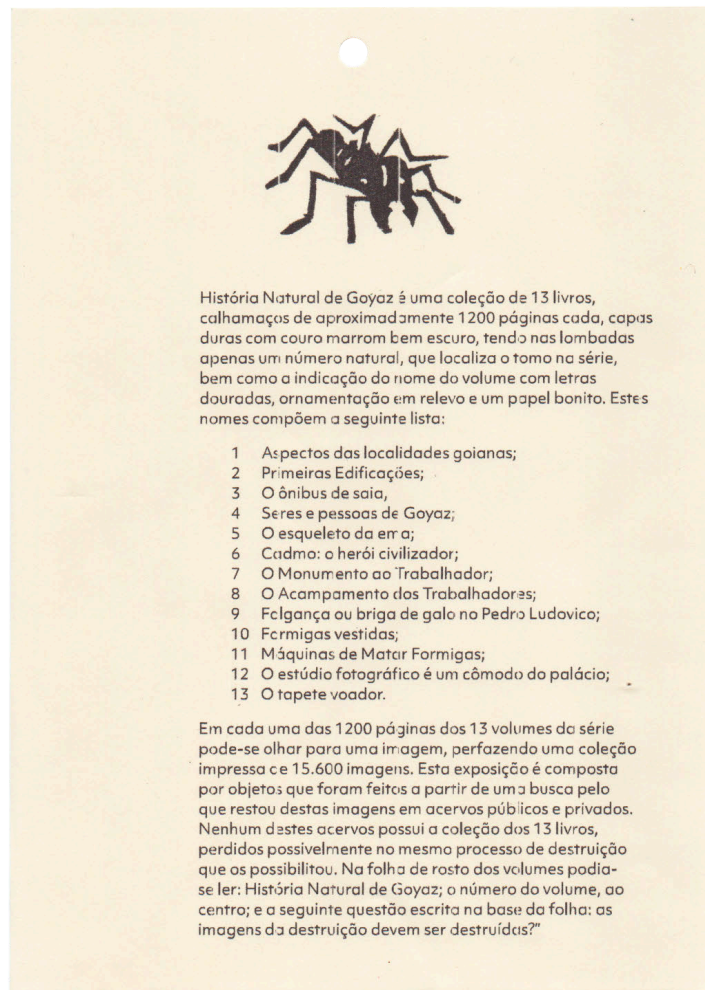 História Natural de Goyaz é uma coleção de 13 livros,
calhamaços de aproximadamente 1200 páginas cada, capas
duras com couro marrom bem escuro, tendo nas lombadas
apenas um número natural, que localiza o tomo na série,
bem como a indicação do nome do volume com letras
douradas, ornamentação em relevo e um papel bonito. Estes
nomes compõem a seguinte lista:
1 Aspectos das localidades goianas;
2 Primeiras Edificações;
3 O ônibus de saia,
4 Seres e pessoas de Goyaz;
5 O esqueleto da ema;
6 Cadmo: o herói civilizador;
7 O Monumento ao Trabalhador;
8 O Acampamento dos Trabalhadores;
9 Folgança ou briga de galo no Pedro Ludovico;
10 Formigas vestidas;
11 Máquinas de Matar Formigas;
12 O estúdio fotográfico é um cômodo do palácio;
13 O tapete voador.
Em cada uma das 1200 páginas dos 13 volumes da série
pode-se olhar para uma imagem, perfazendo uma coleção
impressa de 15.600 imagens. Esta exposição é composta
por objetos que foram feitos a partir de uma busca pelo
que restou destas imagens em acervos públicos e privados.
Nenhum destes acervos possui a coleção dos 13 livros,
perdidos possivelmente no mesmo processo de destruição
que os possibilitou. Na folha de rosto dos volumes podia-
se ler: História Natural de Goyaz; o número do volume, ao
centro; e a seguinte questão escrita na base da folha: as
imagens da destruição devem ser destruídas?"